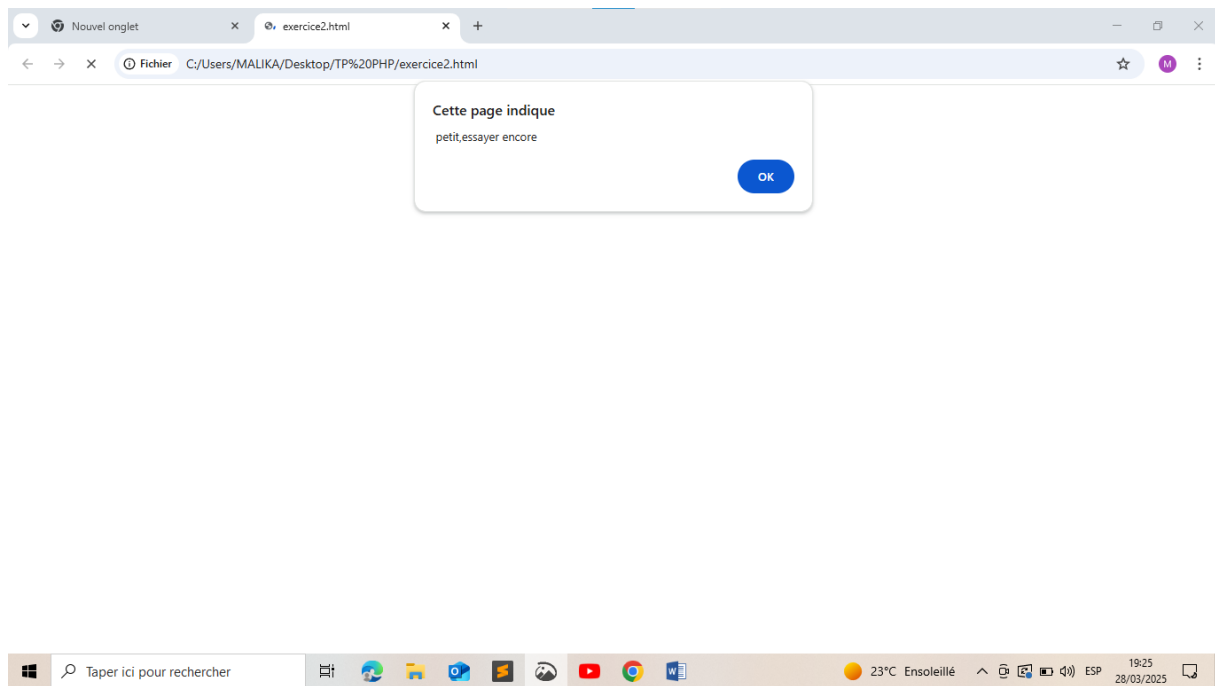 Nouvel onglet
exercice2.html
Fichier C:/Users/MALIKA/Desktop/TP%20PHP/exercice2.html
M
Cette page indique
petit,essayer encore
OK
Taper ici pour rechercher
23°C Ensoleillé
ESP
19:25
28/03/2025